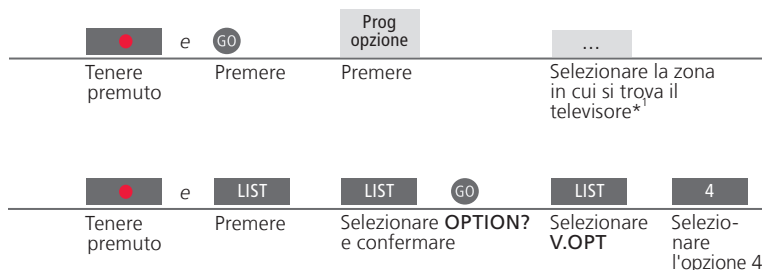 Prog
opzione
e GO ...
Tenere premuto Premere Premere Selezionare la zona
in cui si trova il
televisore*1
e LIST LIST GO LIST 4
Tenere premuto Premere Selezionare OPTION?
e confermare Selezionare
V.OPT Selezio-
nare
l'opzione 4